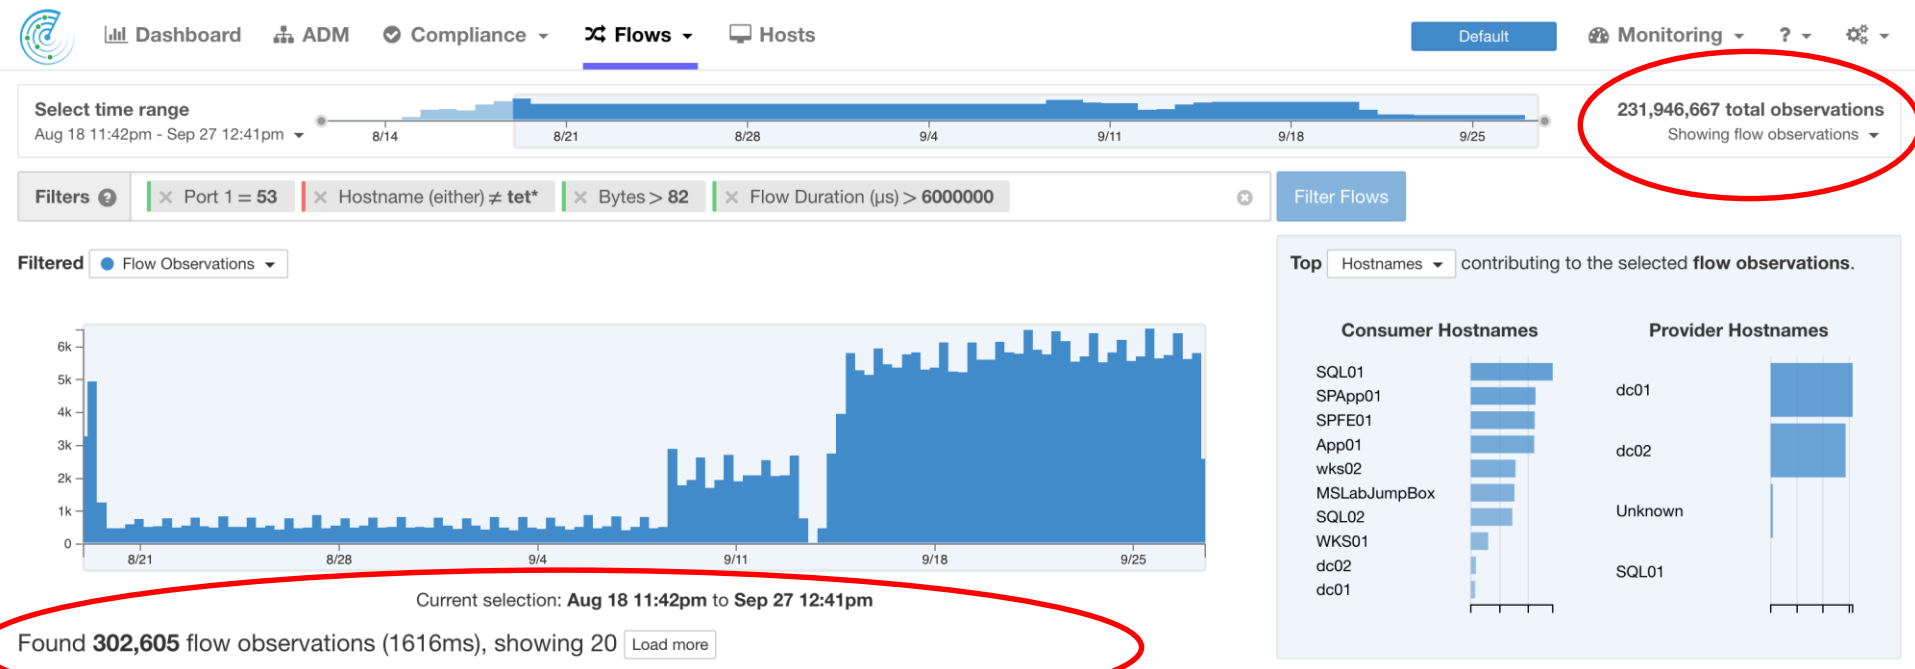 Dashboard ADM Compliance Flows Hosts Default Monitoring ?
Select time range
Aug 18 11:42pm - Sep 27 12:41pm
8/14 8/21 8/28 9/4 9/11 9/18 9/25
231,946,667 total observations
Showing flow observations
Filters ? × Port 1 = 53 × Hostname (either) ≠ tet* × Bytes > 82 × Flow Duration (µs) > 6000000 Filter Flows
Filtered Flow Observations
6k
5k
4k
3k
2k
1k
0
8/21 8/28 9/4 9/11 9/18 9/25
Current selection: Aug 18 11:42pm to Sep 27 12:41pm
Found 302,605 flow observations (1616ms), showing 20 Load more
Top Hostnames contributing to the selected flow observations.
Consumer Hostnames
SQL01
SPApp01
SPFE01
App01
wks02
MSLabJumpBox
SQL02
WKS01
dc02
dc01
Provider Hostnames
dc01
dc02
Unknown
SQL01